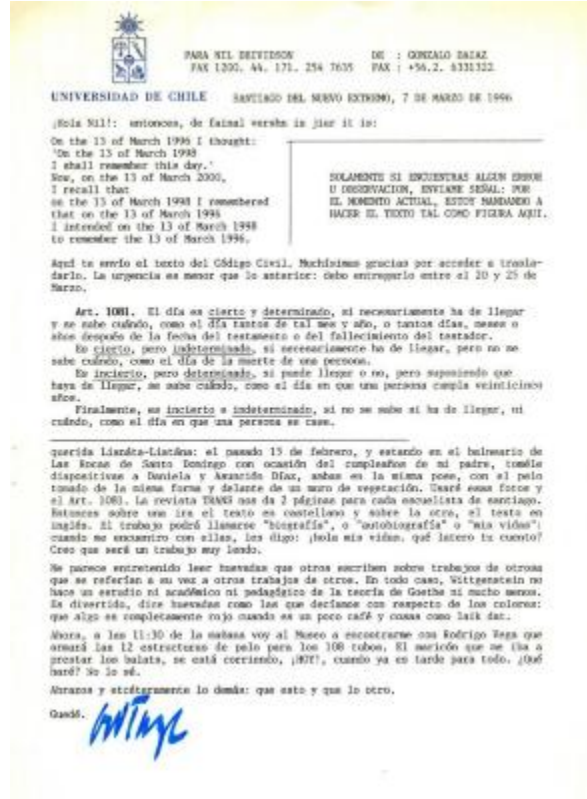 PARA NIL DEIVIDSON DE : GONZALO DAIAZ
FAX 1200. 44. 171. 254 7635 FAX : +56.2. 6331322
UNIVERSIDAD DE CHILE SANTIAGO DEL NUEVO EXTREMO, 7 DE MARZO DE 1996
¡Hola Nil!: entonces, de fainal vershn is jier it is:
On the 13 of March 1996 I thought:
'On the 13 of March 1998
I shall remember this day.'
Now, on the 13 of March 2000,
I recall that
on the 13 of March 1998 I remembered
that on the 13 of March 1996
I intended on the 13 of March 1998
to remember the 13 of March 1996.
SOLAMENTE SI ENCUENTRAS ALGUN ERROR
U OBSERVACION, ENVIAME SEÑAL: POR
EL MOMENTO ACTUAL, ESTOY MANDANDO A
HACER EL TEXTO TAL COMO FIGURA AQUI.
Aquí te envío el texto del Código Civil. Muchísimas gracias por acceder a trasla-
darlo. La urgencia es menor que lo anterior: debo entregarlo entre el 20 y 25 de
Marzo.
Art. 1081. El día es cierto y determinado, si necesariamente ha de llegar
y se sabe cuándo, como el día tantos de tal mes y año, o tantos días, meses o
años después de la fecha del testamento o del fallecimiento del testador.
Es cierto, pero indeterminado, si necesariamente ha de llegar, pero no se
sabe cuándo, como el día de la muerte de una persona.
Es incierto, pero determinado, si puede llegar o no, pero suponiendo que
haya de llegar, se sabe cuándo, como el día en que una persona cumpla veinticinco
años.
Finalmente, es incierto e indeterminado, si no se sabe si ha de llegar, ni
cuándo, como el día en que una persona se case.
querida el pasado 15 de febrero, y estando en el balneario de
Las Rocas de Santo Domingo con ocasión del cumpleaños de mi padre, toméle
diapositivas a Daniela y Asunción Díaz, ambas en la misma pose, con el pelo
tomado de la misma forma y delante de un muro de vegetación. Usaré esas fotos y
el Art. 1081. La revista TRANS nos da 2 páginas para cada escuelista de santiago.
Entonces sobre una ira el texto en castellano y sobre la otra, el texto en
inglés. El trabajo podrá llamarse "biografía", o "autobiografía" o "mis vidas":
cuando me encuentro con ellas, les digo: ¡hola mis vidas. qué latero tu cuento?
Creo que será un trabajo muy lendo.
Me parece entretenido leer huevadas que otros escriben sobre trabajos de otros
que se referían a su vez a otros trabajos de otros. En todo caso, Wittgenstein no
hace un estudio ni académico ni pedagógico de la teoría de Goethe ni mucho menos.
Es divertido, dice huevadas como las que decíamos con respecto de los colores:
que algo es completamente rojo cuando es un poco café y cosas como laik dat.
Ahora, a las 11:30 de la mañana voy al Museo a encontrarme con Rodrigo Vega que
armará las 12 estructuras de pelo para los 108 tubos. El maricón que me iba a
prestar los balats, se está corriendo, ¡HOY!, cuando ya es tarde para todo. ¿Qué
haré? No lo sé.
Abrazos y etcéteramente lo demás: que esto y que lo otro.
Guedé.